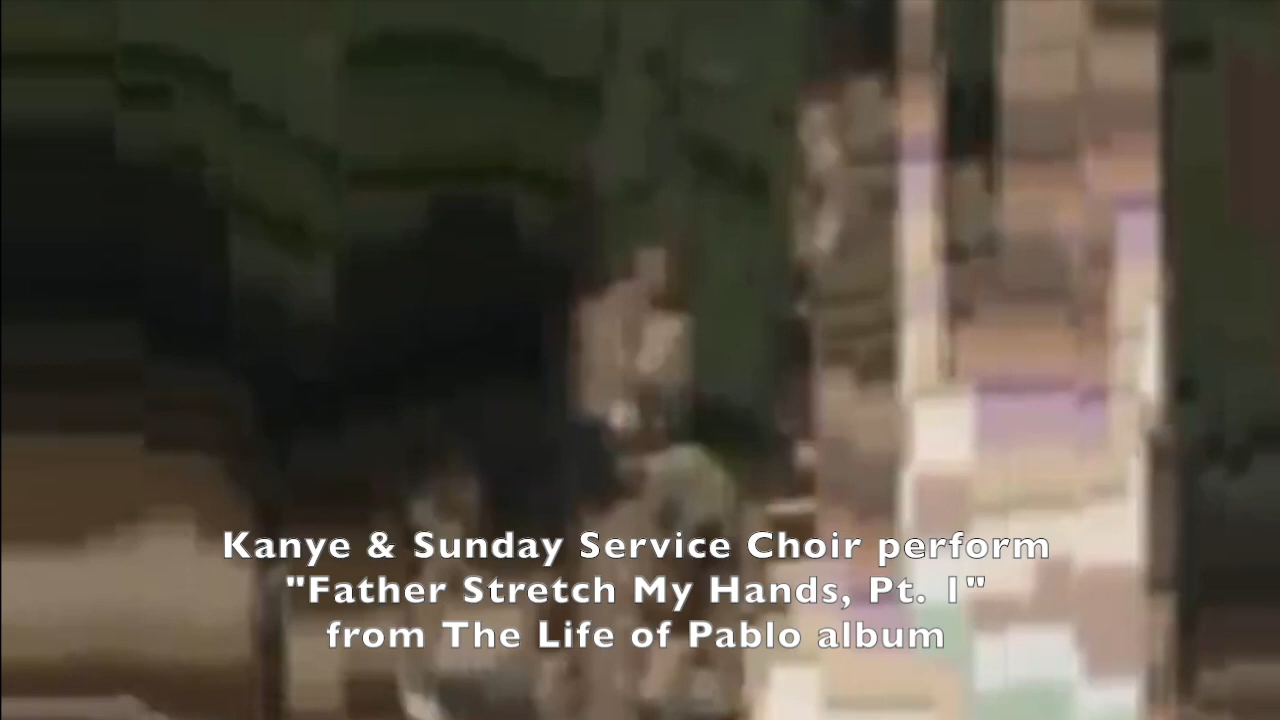 Kanye & Sunday Service Choir perform
"Father Stretch My Hands, Pt. 1"
from The Life of Pablo album